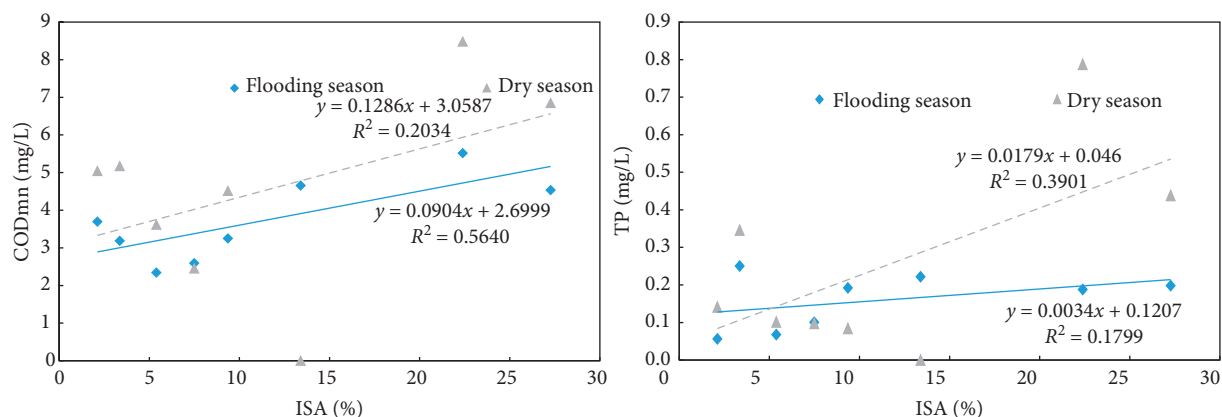 9
8
7
6
5
4
3
2
1
0
CODmn (mg/L)
Flooding season
Dry season
y = 0.1286x + 3.0587
R² = 0.2034
y = 0.0904x + 2.6999
R² = 0.5640
0 5 10 15 20 25 30
ISA (%)
0.9
0.8
0.7
0.6
0.5
0.4
0.3
0.2
0.1
0.0
TP (mg/L)
Flooding season
Dry season
y = 0.0179x + 0.046
R² = 0.3901
y = 0.0034x + 0.1207
R² = 0.1799
0 5 10 15 20 25 30
ISA (%)